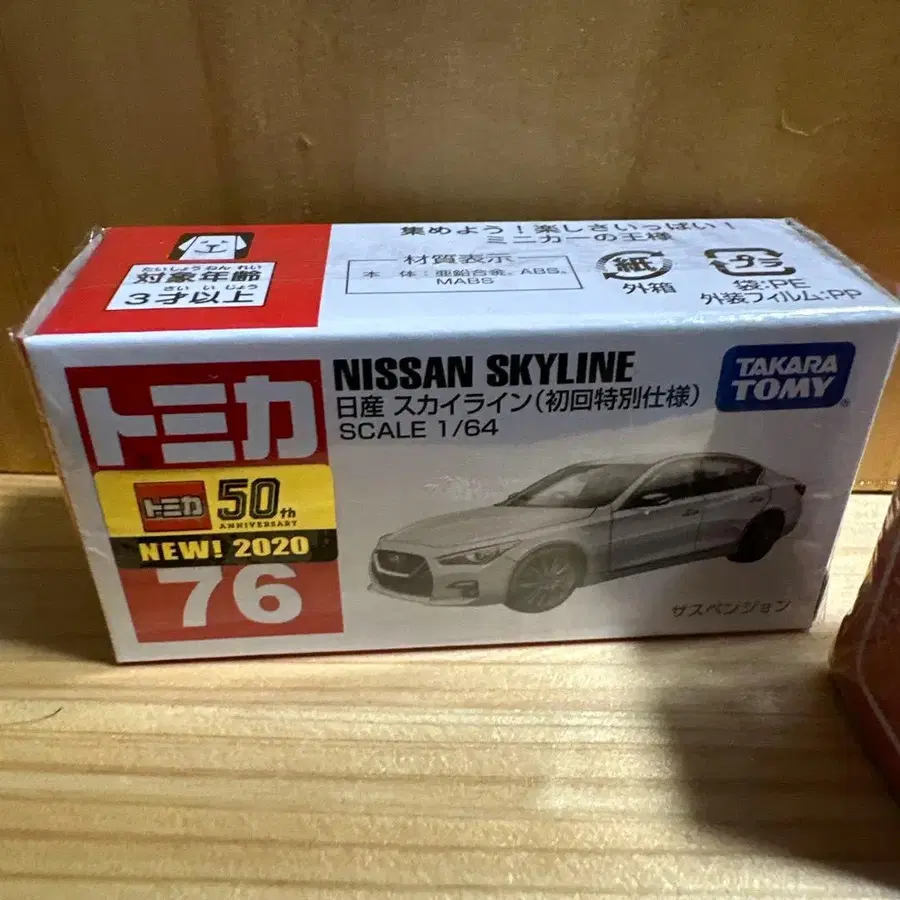 集めよう！楽しさいっぱい！
ミニカーの王様
エ
たいしょうねんれい
対象年齢
さいいじょう
3才以上
材質表示
本 体：亜鉛合金、ABS、
MABS
紙
外箱
プラ
袋：PE
外装フィルム：PP
トミカ
NISSAN SKYLINE
日産 スカイライン（初回特別仕様）
SCALE 1/64
TAKARA
TOMY®
トミカ
50th
ANNIVERSARY
NEW! 2020
76
サスペンション